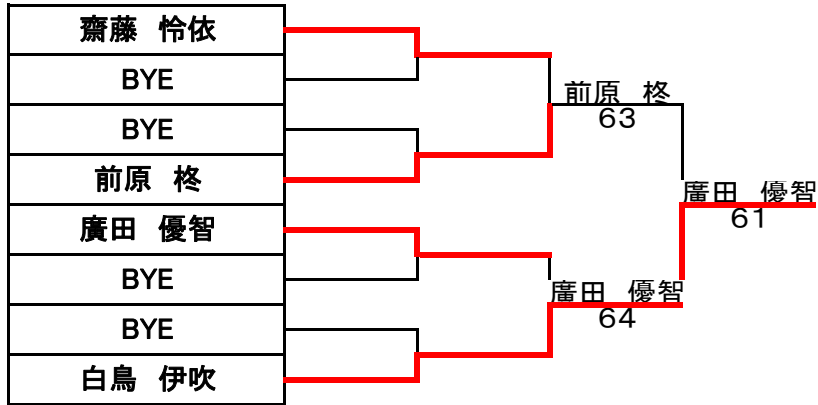 齋藤　怜依
BYE
BYE
前原　柊
廣田　優智
BYE
BYE
白鳥　伊吹
前原　柊
63
廣田　優智
64
廣田　優智
61